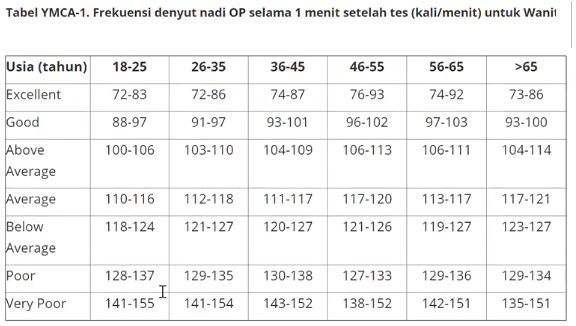 Tabel YMCA-1. Frekuensi denyut nadi OP selama 1 menit setelah tes (kali/menit) untuk Wanit
Usia (tahun) 18-25 26-35 36-45 46-55 56-65 >65
Excellent 72-83 72-86 74-87 76-93 74-92 73-86
Good 88-97 91-97 93-101 96-102 97-103 93-100
Above 100-106 103-110 104-109 106-113 106-111 104-114
Average
Average 110-116 112-118 111-117 117-120 113-117 117-121
Below 118-124 121-127 120-127 121-126 119-127 123-127
Average
Poor 128-137 129-135 130-138 127-133 129-136 129-134
Very Poor 141-155 141-154 143-152 138-152 142-151 135-151